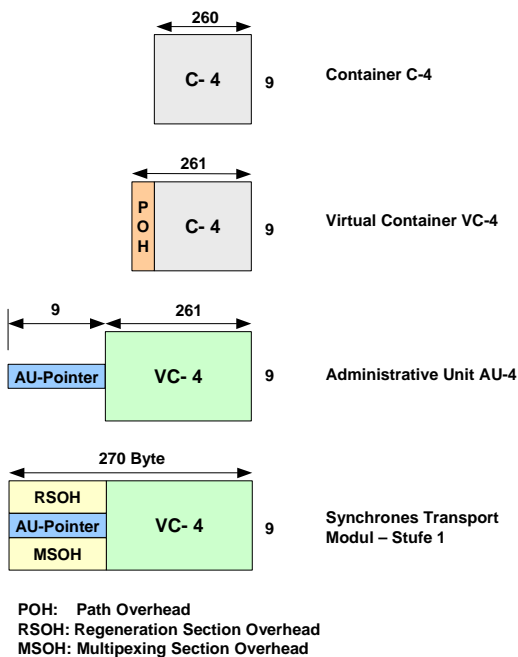 260
C- 4
9
Container C-4
261
P
O
H
C- 4
9
Virtual Container VC-4
9
261
AU-Pointer
VC- 4
9
Administrative Unit AU-4
270 Byte
RSOH
AU-Pointer
MSOH
VC- 4
9
Synchrones Transport
Modul – Stufe 1
POH: Path Overhead
RSOH: Regeneration Section Overhead
MSOH: Multipexing Section Overhead